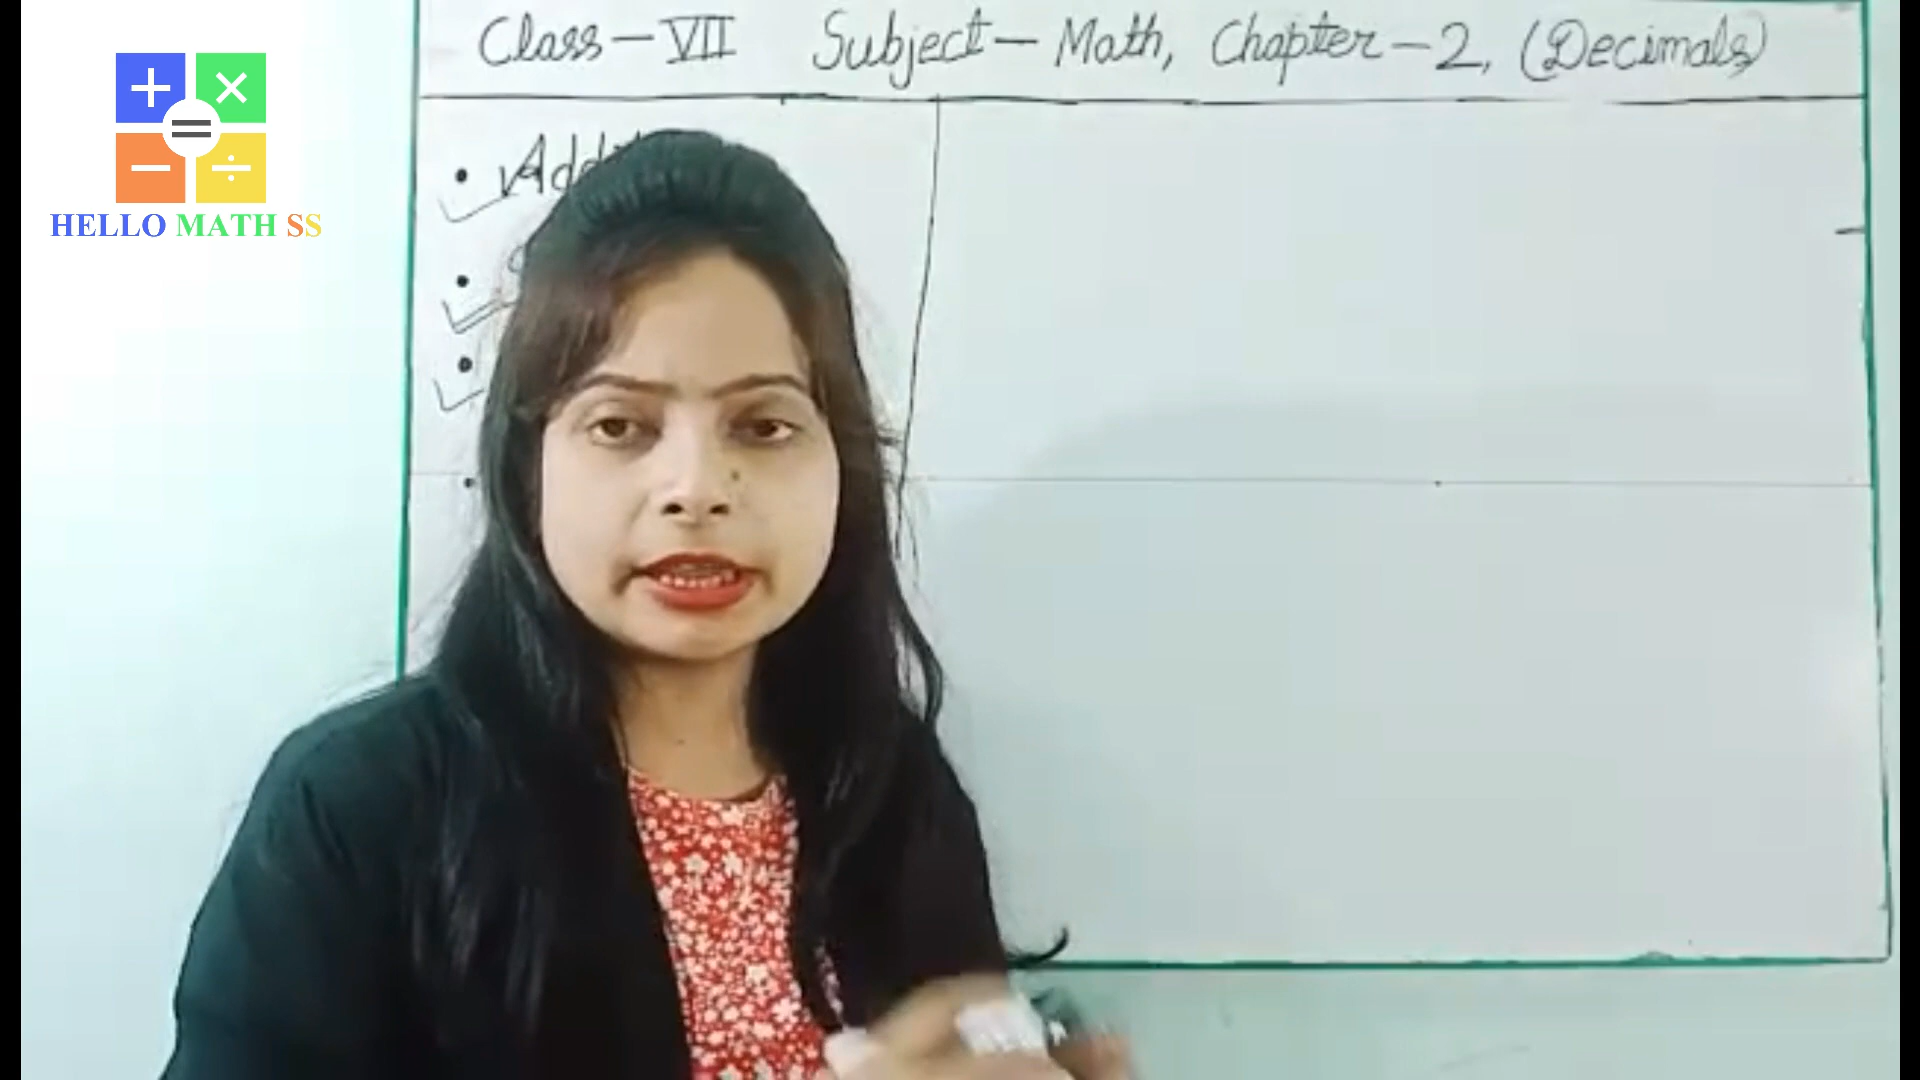 Class-VII Subject- Math, Chapter-2, (Decimals)
HELLO MATH SS